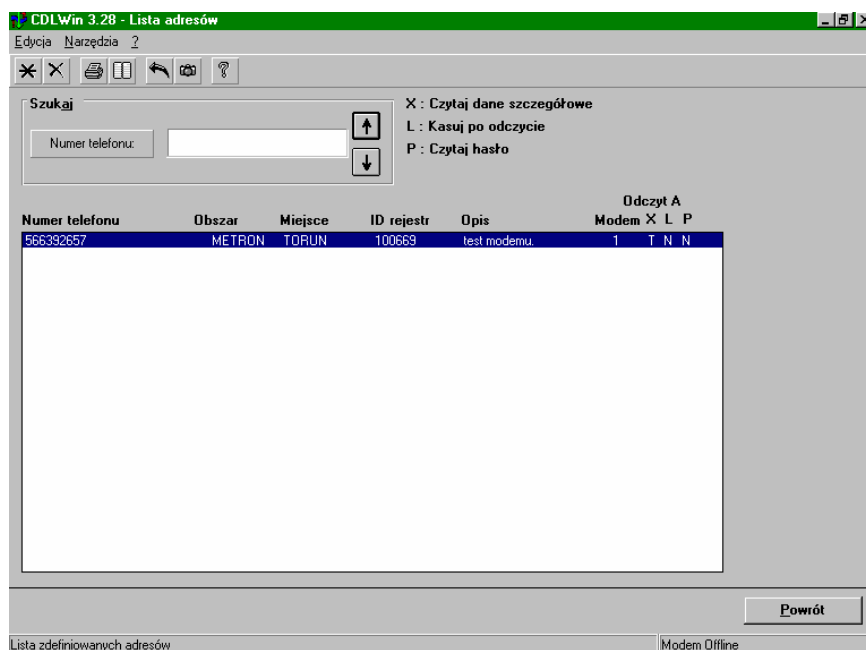 CDLWin 3.28 - Lista adresów
Edycja Narzędzia ?
Szukaj
Numer telefonu:
X : Czytaj dane szczegółowe
L : Kasuj po odczycie
P : Czytaj hasło
Odczyt A
Numer telefonu Obszar Miejsce ID rejestr Opis Modem X L P
566392657 METRON TORUN 100669 test modemu. 1 T N N
Powrót
Lista zdefiniowanych adresów Modem Offline